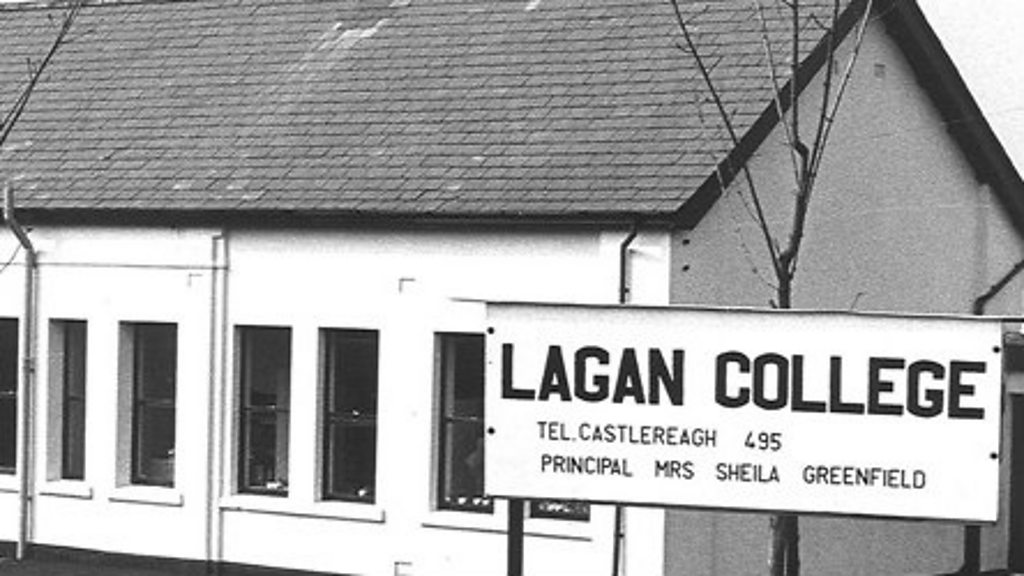 LAGAN COLLEGE
TEL. CASTLEREAGH 495
PRINCIPAL MRS SHEILA GREENFIELD